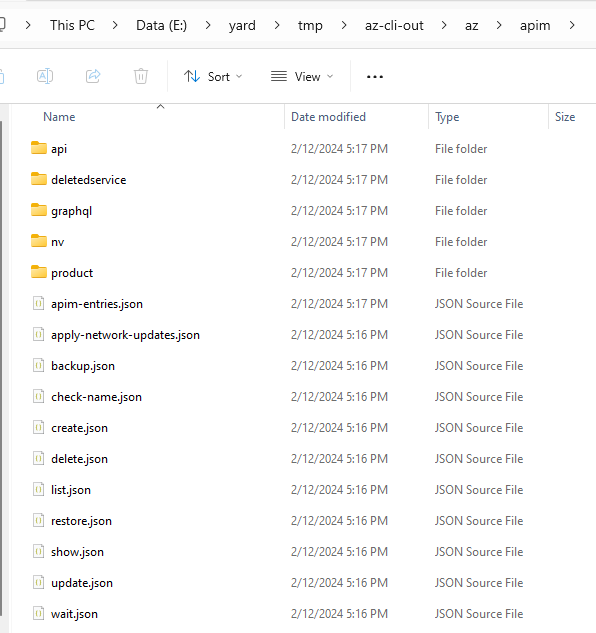 This PC > Data (E:) > yard > tmp > az-cli-out > az > apim >
Sort View ...
Name Date modified Type Size
api 2/12/2024 5:17 PM File folder
deletedservice 2/12/2024 5:17 PM File folder
graphql 2/12/2024 5:17 PM File folder
nv 2/12/2024 5:17 PM File folder
product 2/12/2024 5:17 PM File folder
apim-entries.json 2/12/2024 5:17 PM JSON Source File
apply-network-updates.json 2/12/2024 5:16 PM JSON Source File
backup.json 2/12/2024 5:16 PM JSON Source File
check-name.json 2/12/2024 5:16 PM JSON Source File
create.json 2/12/2024 5:16 PM JSON Source File
delete.json 2/12/2024 5:16 PM JSON Source File
list.json 2/12/2024 5:16 PM JSON Source File
restore.json 2/12/2024 5:16 PM JSON Source File
show.json 2/12/2024 5:16 PM JSON Source File
update.json 2/12/2024 5:16 PM JSON Source File
wait.json 2/12/2024 5:16 PM JSON Source File